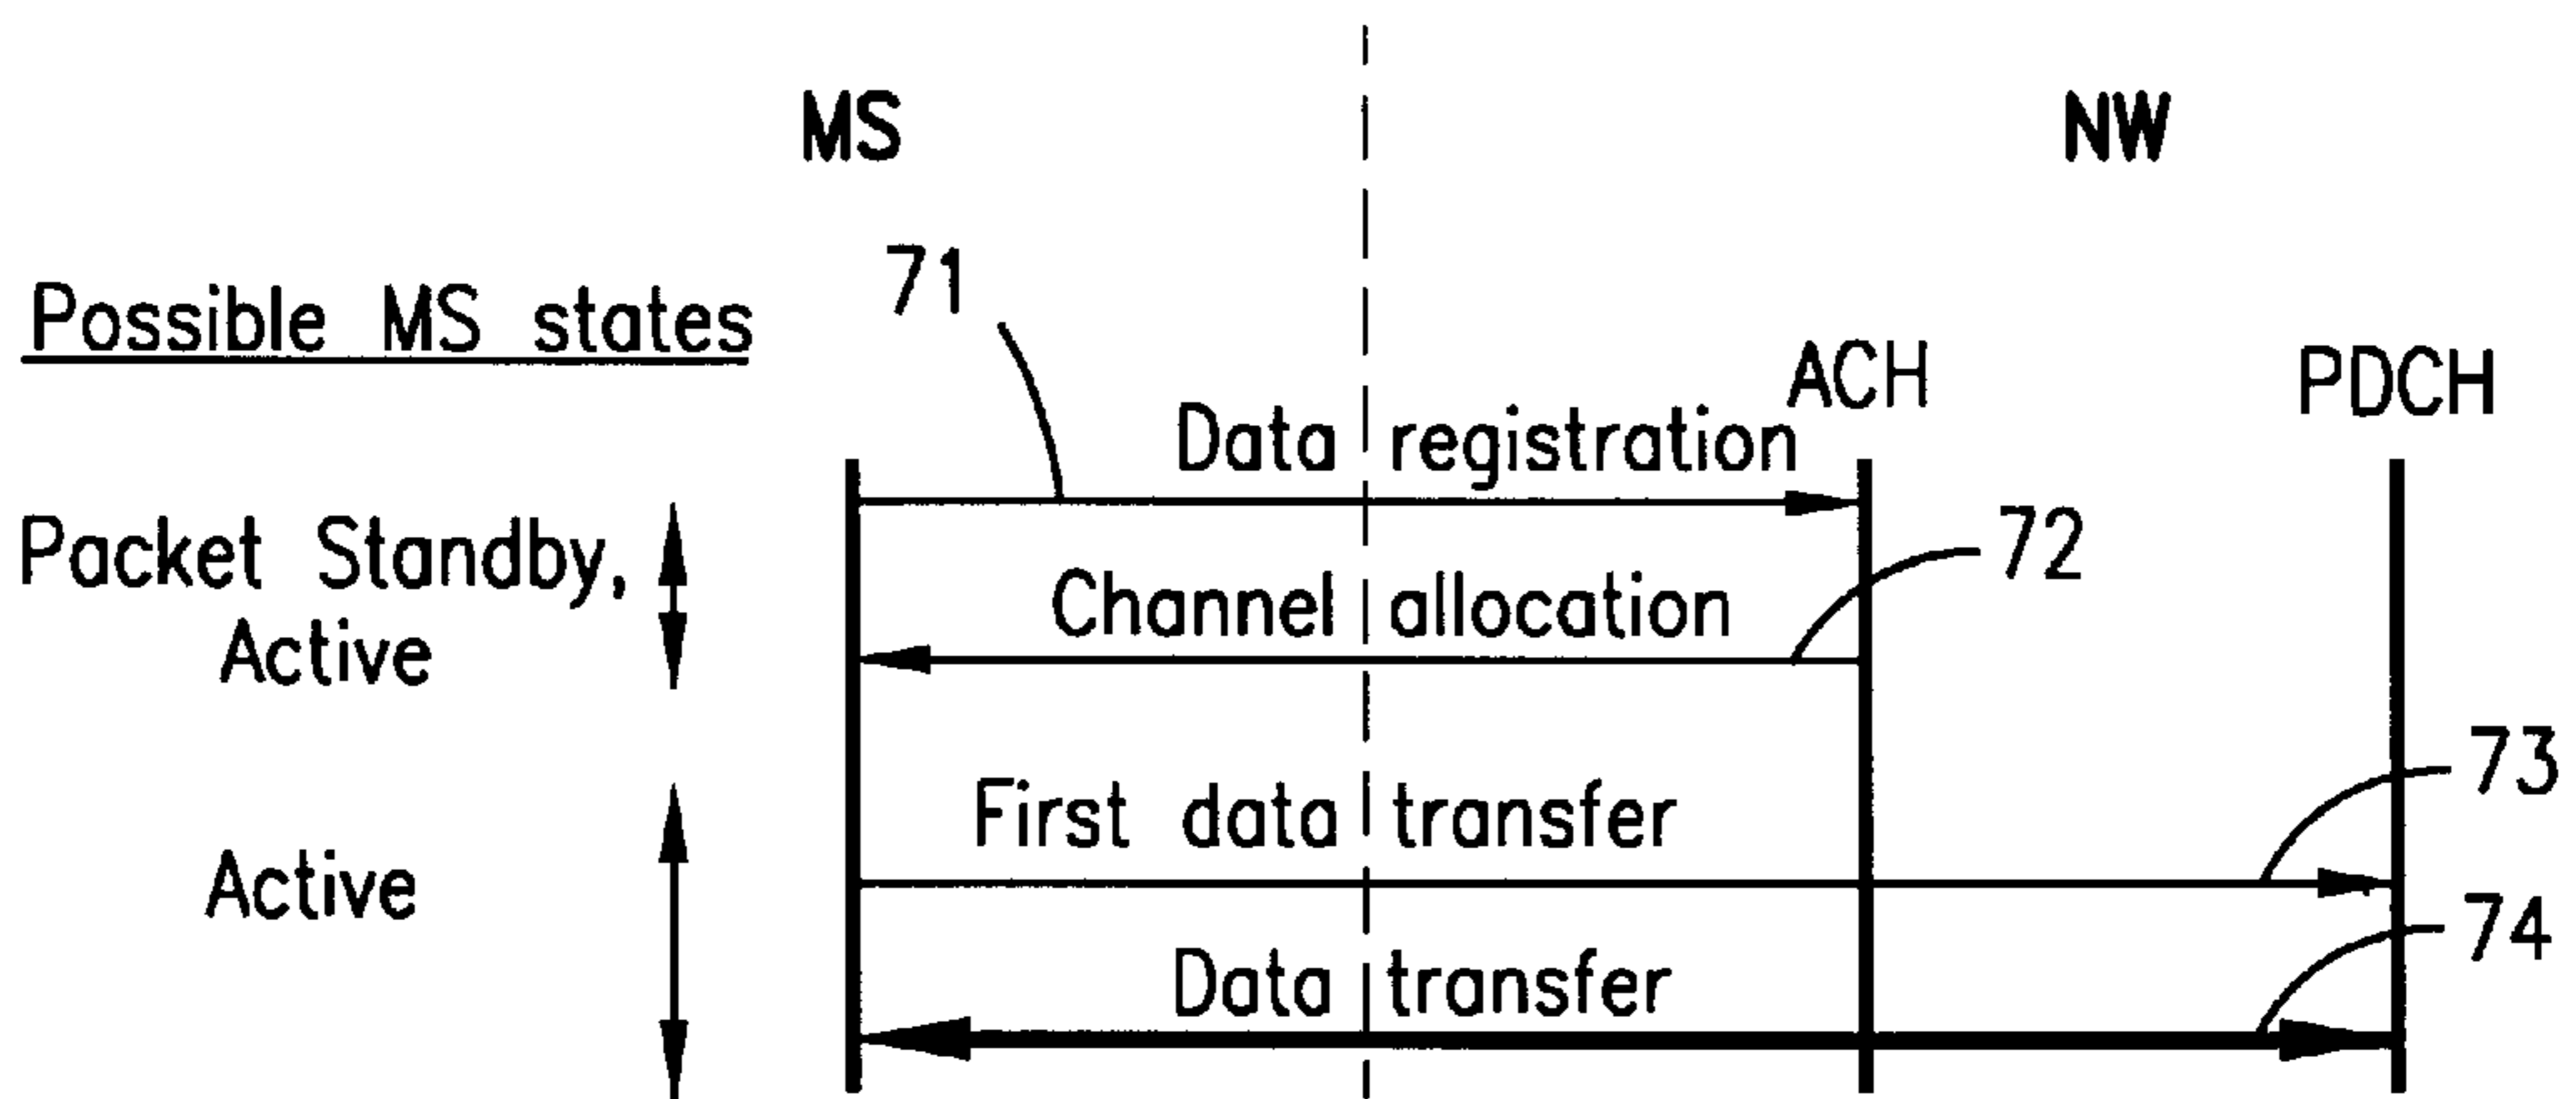 MS NW
71
Possible MS states
ACH PDCH
Data registration
Packet Standby,
Active
72
Channel allocation
73
First data transfer
Active
74
Data transfer